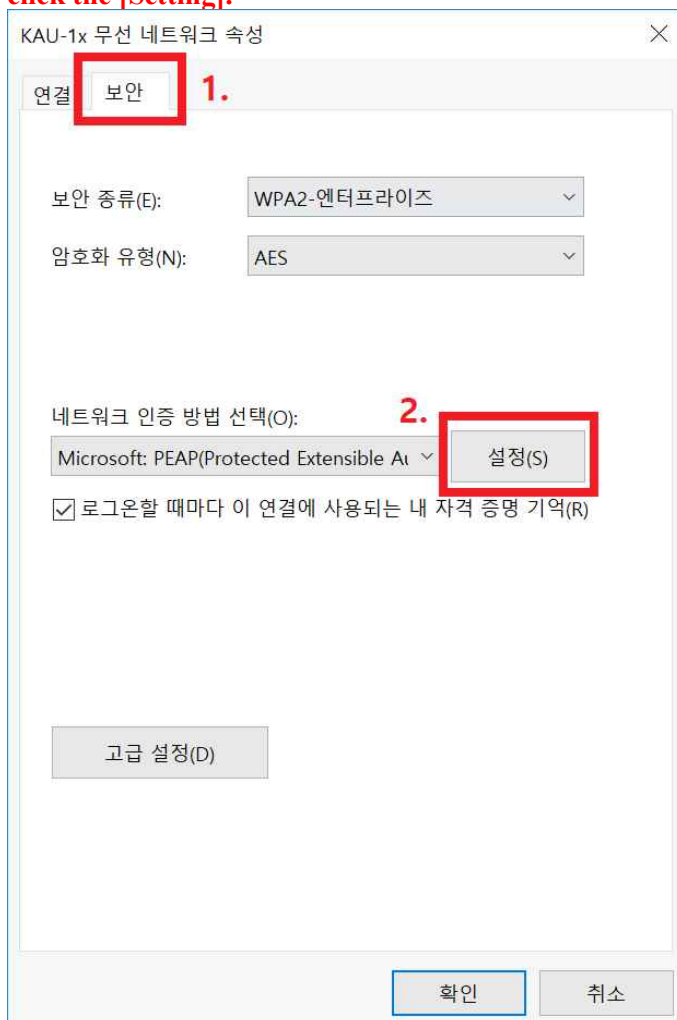 click the [Setting].
KAU-1x 무선 네트워크 속성
연결 보안 1.
보안 종류(E): WPA2-엔터프라이즈
암호화 유형(N): AES
네트워크 인증 방법 선택(O): 2.
Microsoft: PEAP(Protected Extensible Au 설정(S)
로그온할 때마다 이 연결에 사용되는 내 자격 증명 기억(R)
고급 설정(D)
확인 취소